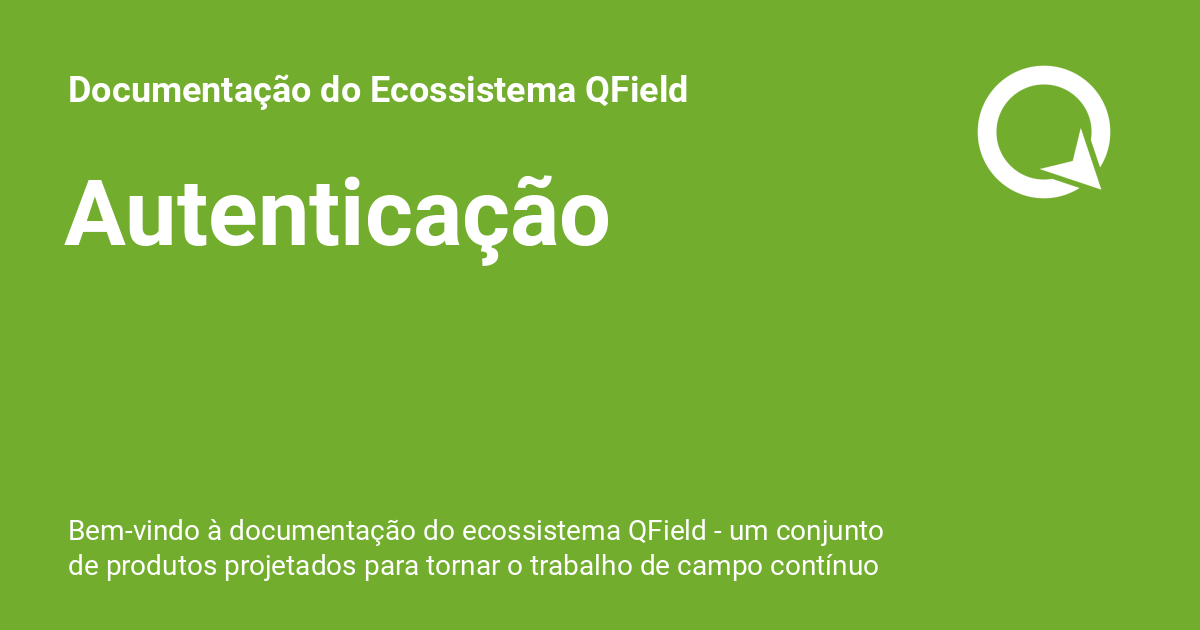 Documentação do Ecossistema QField
Autenticação
Bem-vindo à documentação do ecossistema QField - um conjunto
de produtos projetados para tornar o trabalho de campo contínuo